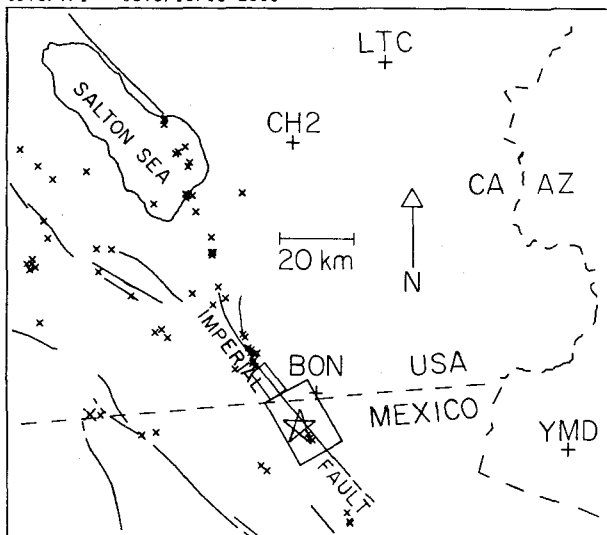 LTC
CH2
SALTON SEA
CA AZ
20 km
N
IMPERIAL
BON USA
MEXICO
YMD
FAULT